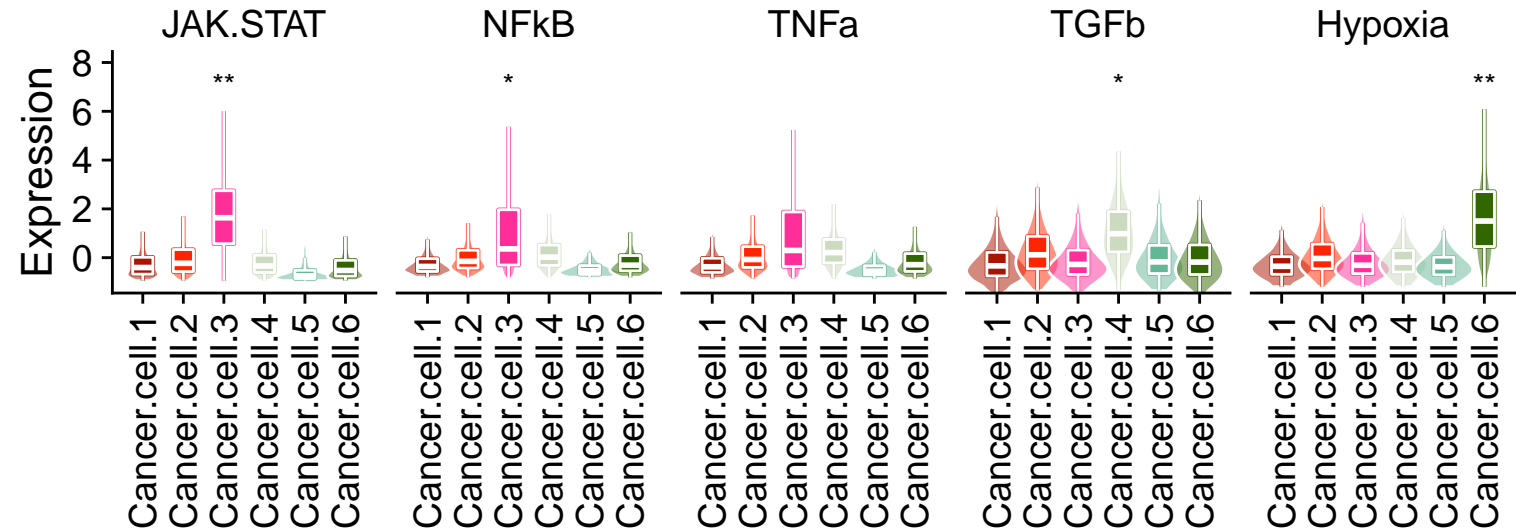 JAK.STAT
NFkB
TNFa
TGFb
Hypoxia
Expression
8
6
4
2
0
**
*
*
**
Cancer.cell.1
Cancer.cell.2
Cancer.cell.3
Cancer.cell.4
Cancer.cell.5
Cancer.cell.6
Cancer.cell.1
Cancer.cell.2
Cancer.cell.3
Cancer.cell.4
Cancer.cell.5
Cancer.cell.6
Cancer.cell.1
Cancer.cell.2
Cancer.cell.3
Cancer.cell.4
Cancer.cell.5
Cancer.cell.6
Cancer.cell.1
Cancer.cell.2
Cancer.cell.3
Cancer.cell.4
Cancer.cell.5
Cancer.cell.6
Cancer.cell.1
Cancer.cell.2
Cancer.cell.3
Cancer.cell.4
Cancer.cell.5
Cancer.cell.6